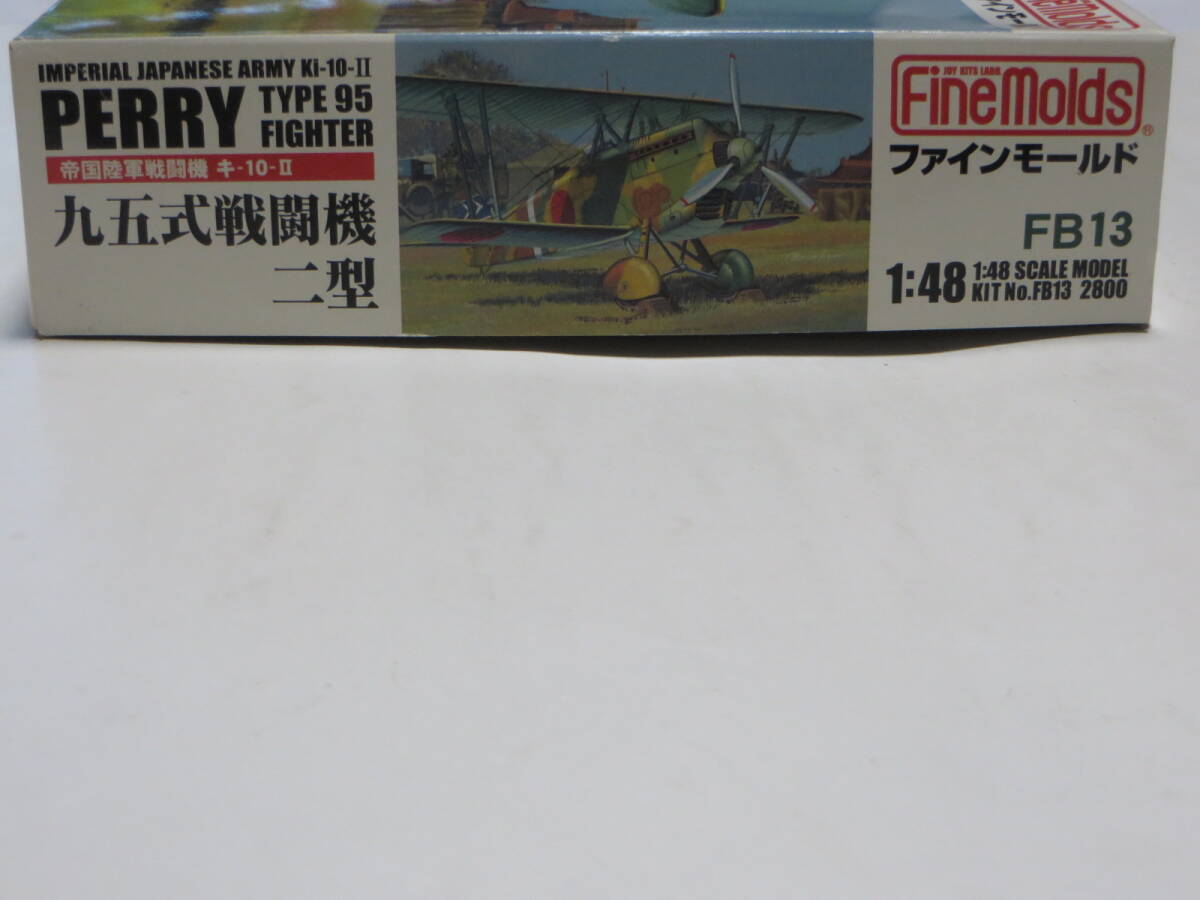 IMPERIAL JAPANESE ARMY Ki-10-II
PERRY TYPE 95 FIGHTER
帝国陸軍戦闘機 キ-10-II
九五式戦闘機
二型
JOY KITS LABO
FineMolds
®
ファインモールド
FB13
1:48
1:48 SCALE MODEL
KIT No.FB13 2800